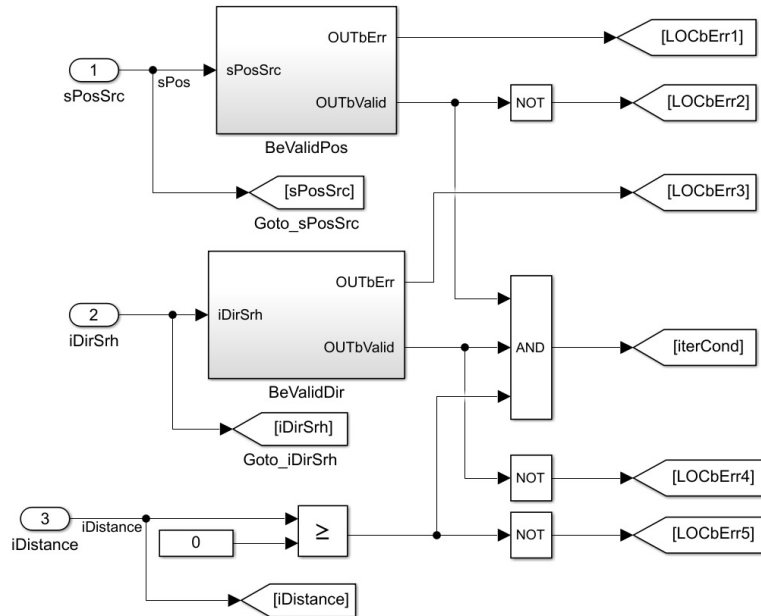 OUTbErr
[LOCbErr1]
1
sPosSrc
sPos
sPosSrc
OUTbValid
NOT
[LOCbErr2]
BeValidPos
[sPosSrc]
Goto_sPosSrc
[LOCbErr3]
OUTbErr
2
iDirSrh
iDirSrh
OUTbValid
AND
[iterCond]
BeValidDir
[iDirSrh]
Goto_iDirSrh
NOT
[LOCbErr4]
3
iDistance
iDistance
0
≥
NOT
[LOCbErr5]
[iDistance]